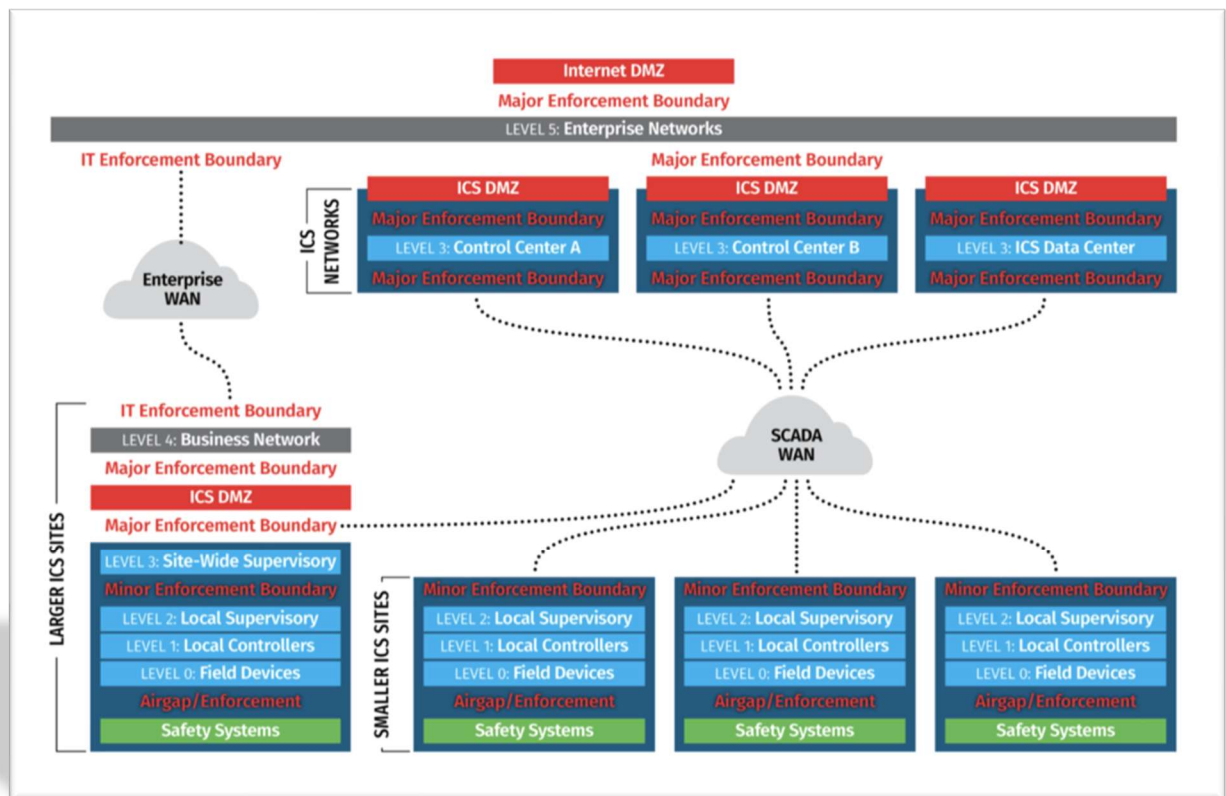 Internet DMZ
Major Enforcement Boundary
LEVEL 5: Enterprise Networks
IT Enforcement Boundary
Major Enforcement Boundary
Enterprise
WAN
ICS
NETWORKS
ICS DMZ
Major Enforcement Boundary
LEVEL 3: Control Center A
Major Enforcement Boundary
ICS DMZ
Major Enforcement Boundary
LEVEL 3: Control Center B
Major Enforcement Boundary
ICS DMZ
Major Enforcement Boundary
LEVEL 3: ICS Data Center
Major Enforcement Boundary
SCADA
WAN
LARGER ICS SITES
IT Enforcement Boundary
LEVEL 4: Business Network
Major Enforcement Boundary
ICS DMZ
Major Enforcement Boundary
LEVEL 3: Site-Wide Supervisory
Minor Enforcement Boundary
LEVEL 2: Local Supervisory
LEVEL 1: Local Controllers
LEVEL 0: Field Devices
Airgap/Enforcement
Safety Systems
SMALLER ICS SITES
Minor Enforcement Boundary
LEVEL 2: Local Supervisory
LEVEL 1: Local Controllers
LEVEL 0: Field Devices
Airgap/Enforcement
Safety Systems
Minor Enforcement Boundary
LEVEL 2: Local Supervisory
LEVEL 1: Local Controllers
LEVEL 0: Field Devices
Airgap/Enforcement
Safety Systems
Minor Enforcement Boundary
LEVEL 2: Local Supervisory
LEVEL 1: Local Controllers
LEVEL 0: Field Devices
Airgap/Enforcement
Safety Systems